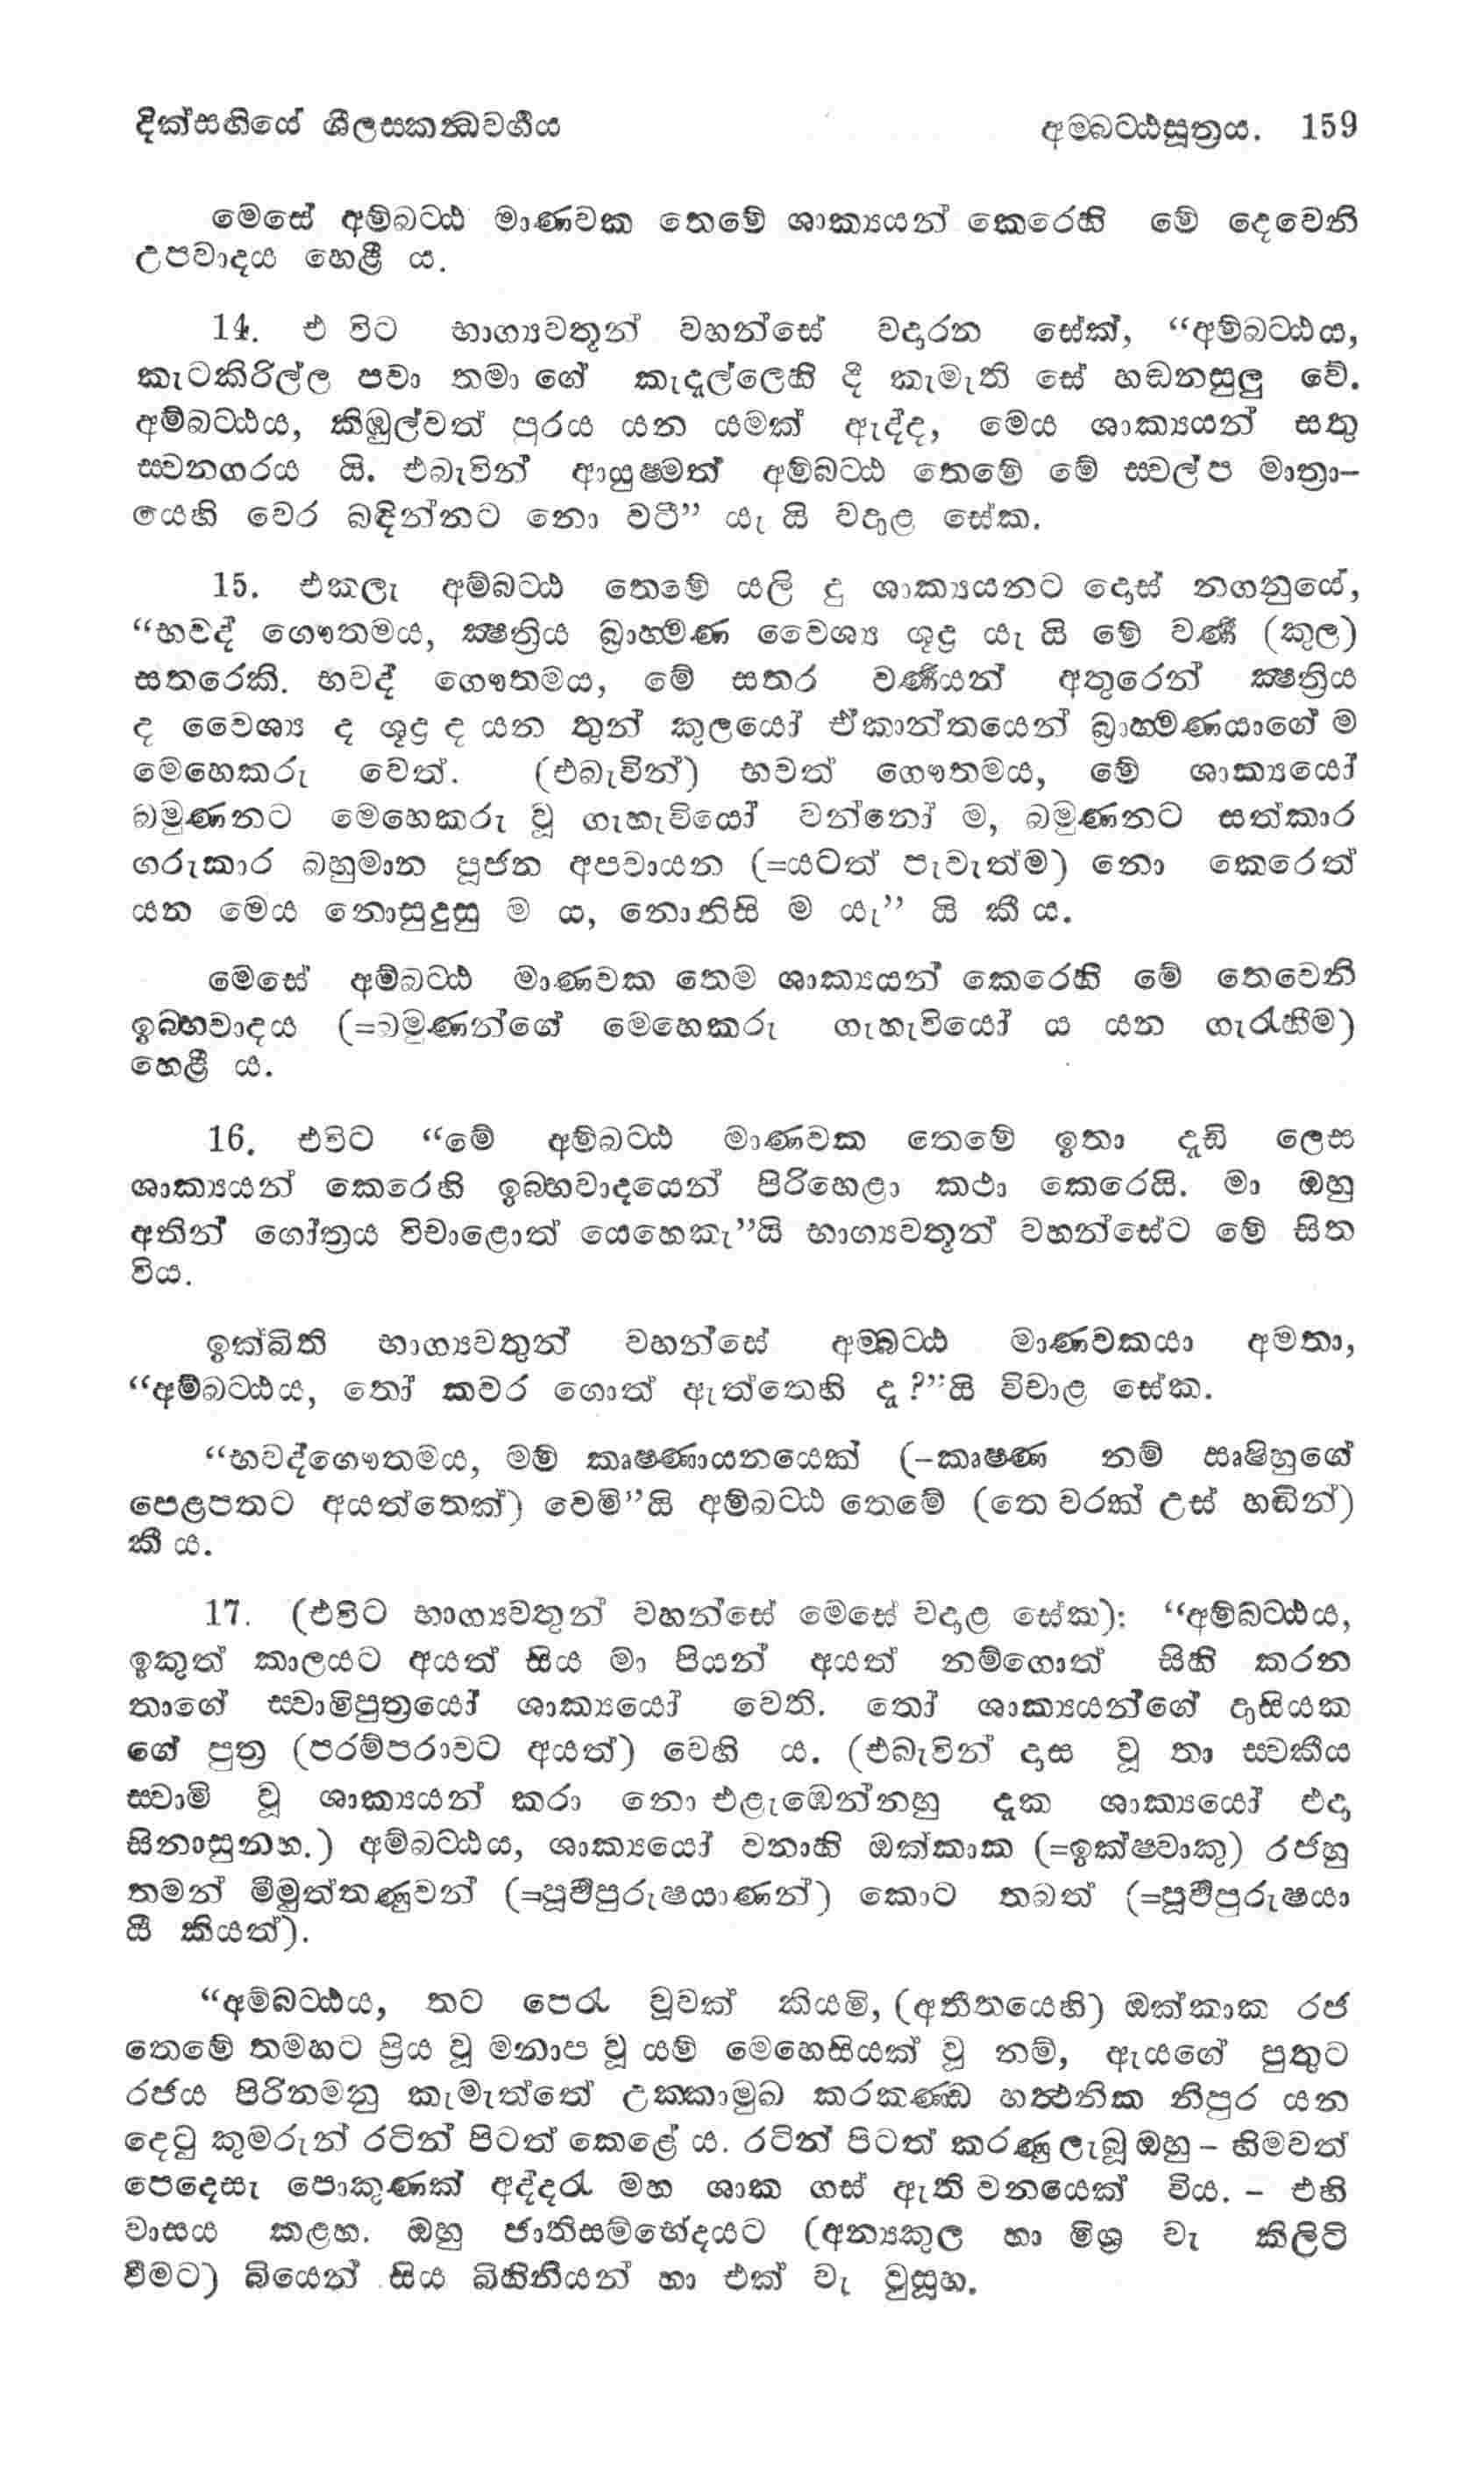 දික්සඟියේ ශීලසකන්ධවර්ගය අම්බට්ඨසූත්‍රය. 159
මෙසේ අම්බට්ඨ මාණවක තෙමේ ශාක්‍යයන් කෙරෙහි මේ දෙවෙනි
උපවාදය හෙළී ය.
14. එ විට භාග්‍යවතූන් වහන්සේ වදාරන සේක්, “අම්බට්ඨය,
කැටකිරිල්ල පවා තමා ගේ කැදැල්ලෙහි දී කැමැති සේ හඬනසුලු වේ.
අම්බට්ඨය, කිඹුල්වත් පුරය යන යමක් ඇද්ද, මෙය ශාක්‍යයන් සතු
ස්වනගරය යි. එබැවින් ආයුෂ්මත් අම්බට්ඨ තෙමේ මේ ස්වල්ප මාත්‍රා-
යෙහි වෙර බඳින්නට නො වටී” යැ යි වදාළ සේක.
15. එකලැ අම්බට්ඨ තෙමේ යලි දු ශාක්‍යයනට දොස් නගනුයේ,
“භවද් ගෞතමය, ක්‍ෂත්‍රිය බ්‍රාහ්මණ වෛශ්‍ය ශූද්‍ර යැ යි මේ වර්ණ (කුල)
සතරෙකි. භවද් ගෞතමය, මේ සතර වර්ණයන් අතුරෙන් ක්‍ෂත්‍රිය
ද වෛශ්‍ය ද ශූද්‍ර ද යන තුන් කුලයෝ ඒකාන්තයෙන් බ්‍රාහ්මණයාගේ ම
මෙහෙකරු වෙත්. (එබැවින්) භවත් ගෞතමය, මේ ශාක්‍යයෝ
බමුණනට මෙහෙකරු වූ ගැහැවියෝ වන්නෝ ම, බමුණනට සත්කාර
ගරුකාර බහුමාන පූජන අපචායන (=යටත් පැවැත්ම) නො කෙරෙත්
යන මෙය නොසුදුසු ම ය, නොනිසි ම යැ” යි කී ය.
මෙසේ අම්බට්ඨ මාණවක තෙම ශාක්‍යයන් කෙරෙහි මේ තෙවෙනි
ඉබ්භවාදය (=බමුණන්ගේ මෙහෙකරු ගැහැවියෝ ය යන ගැරැහීම)
හෙළී ය.
16. එවිට “මේ අම්බට්ඨ මාණවක තෙමේ ඉතා දැඩි ලෙස
ශාක්‍යයන් කෙරෙහි ඉබ්භවාදයෙන් පිරිහෙළා කථා කෙරෙයි. මා ඔහු
අතින් ගෝත්‍රය විචාළොත් යෙහෙකැ”යි භාග්‍යවතූන් වහන්සේට මේ සිත
විය.
ඉක්බිති භාග්‍යවතුන් වහන්සේ අම්බට්ඨ මාණවකයා අමතා,
“අම්බට්ඨය, තෝ කවර ගොත් ඇත්තෙහි දැ?”යි විචාළ සේක.
“භවද්ගෞතමය, මම් කෘෂ්ණායනයෙක් (-කෘෂ්ණ නම් ඍෂිහුගේ
පෙළපතට අයත්තෙක්) වෙමි”යි අම්බට්ඨ තෙමේ (තෙ වරක් උස් හඬින්)
කී ය.
17. (එවිට භාග්‍යවතුන් වහන්සේ මෙසේ වදාළ සේක): “අම්බට්ඨය,
ඉකුත් කාලයට අයත් සිය මා පියන් අයත් නම්ගොත් සිහි කරන
තාගේ ස්වාමිපුත්‍රයෝ ශාක්‍යයෝ වෙති. තෝ ශාක්‍යයන්ගේ දාසියක
ගේ පුත්‍ර (පරම්පරාවට අයත්) වෙහි ය. (එබැවින් දාස වූ තා ස්වකීය
ස්වාමි වූ ශාක්‍යයන් කරා නො එළැඹෙන්නහු දැක ශාක්‍යයෝ එදා
සිනාසුනහ.) අම්බට්ඨය, ශාක්‍යයෝ වනාහි ඔක්කාක (=ඉක්ෂ්වාකු) රජහු
තමන් මීමුත්තණුවන් (=පූර්වපුරුෂයාණන්) කොට තබත් (=පූර්වපුරුෂයා
යී කියත්).
“අම්බට්ඨය, තට පෙරැ වූවක් කියමි, (අතීතයෙහි) ඔක්කාක රජ
තෙමේ තමහට ප්‍රිය වූ මනාප වූ යම් මෙහෙසියක් වූ නම්, ඇයගේ පුතුට
රජය පිරිනමනු කැමැත්තේ උක්කාමුඛ කරකණ්ඩ හත්‍ථිනික නිපුර යන
දෙටු කුමරුන් රටින් පිටත් කෙළේ ය. රටින් පිටත් කරණු ලැබූ ඔහු - හිමවත්
පෙදෙසැ පොකුණක් අද්දරැ මහ ශාක ගස් ඇති වනයෙක් විය. - එහි
වාසය කළහ. ඔහු ජාතිසම්භේදයට (අන්‍යකුල හා මිශ්‍ර වැ කිලිටි
වීමට) බියෙන් සිය බිහිනියන් හා එක් වැ වුසූහ.